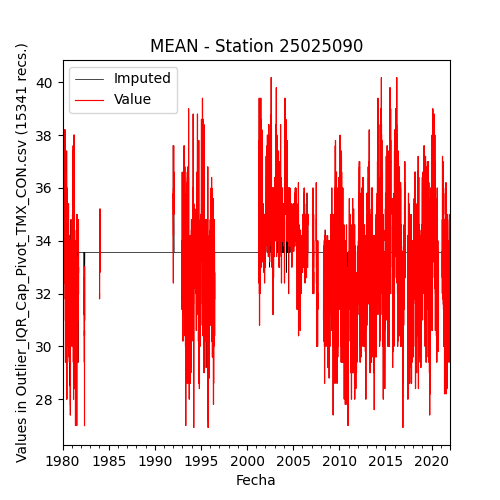 MEAN - Station 25025090
Imputed
Value
Values in Outlier_IQR_Cap_Pivot_TMX_CON.csv (15341 recs.)
40
38
36
34
32
30
28
1980 1985 1990 1995 2000 2005 2010 2015 2020
Fecha